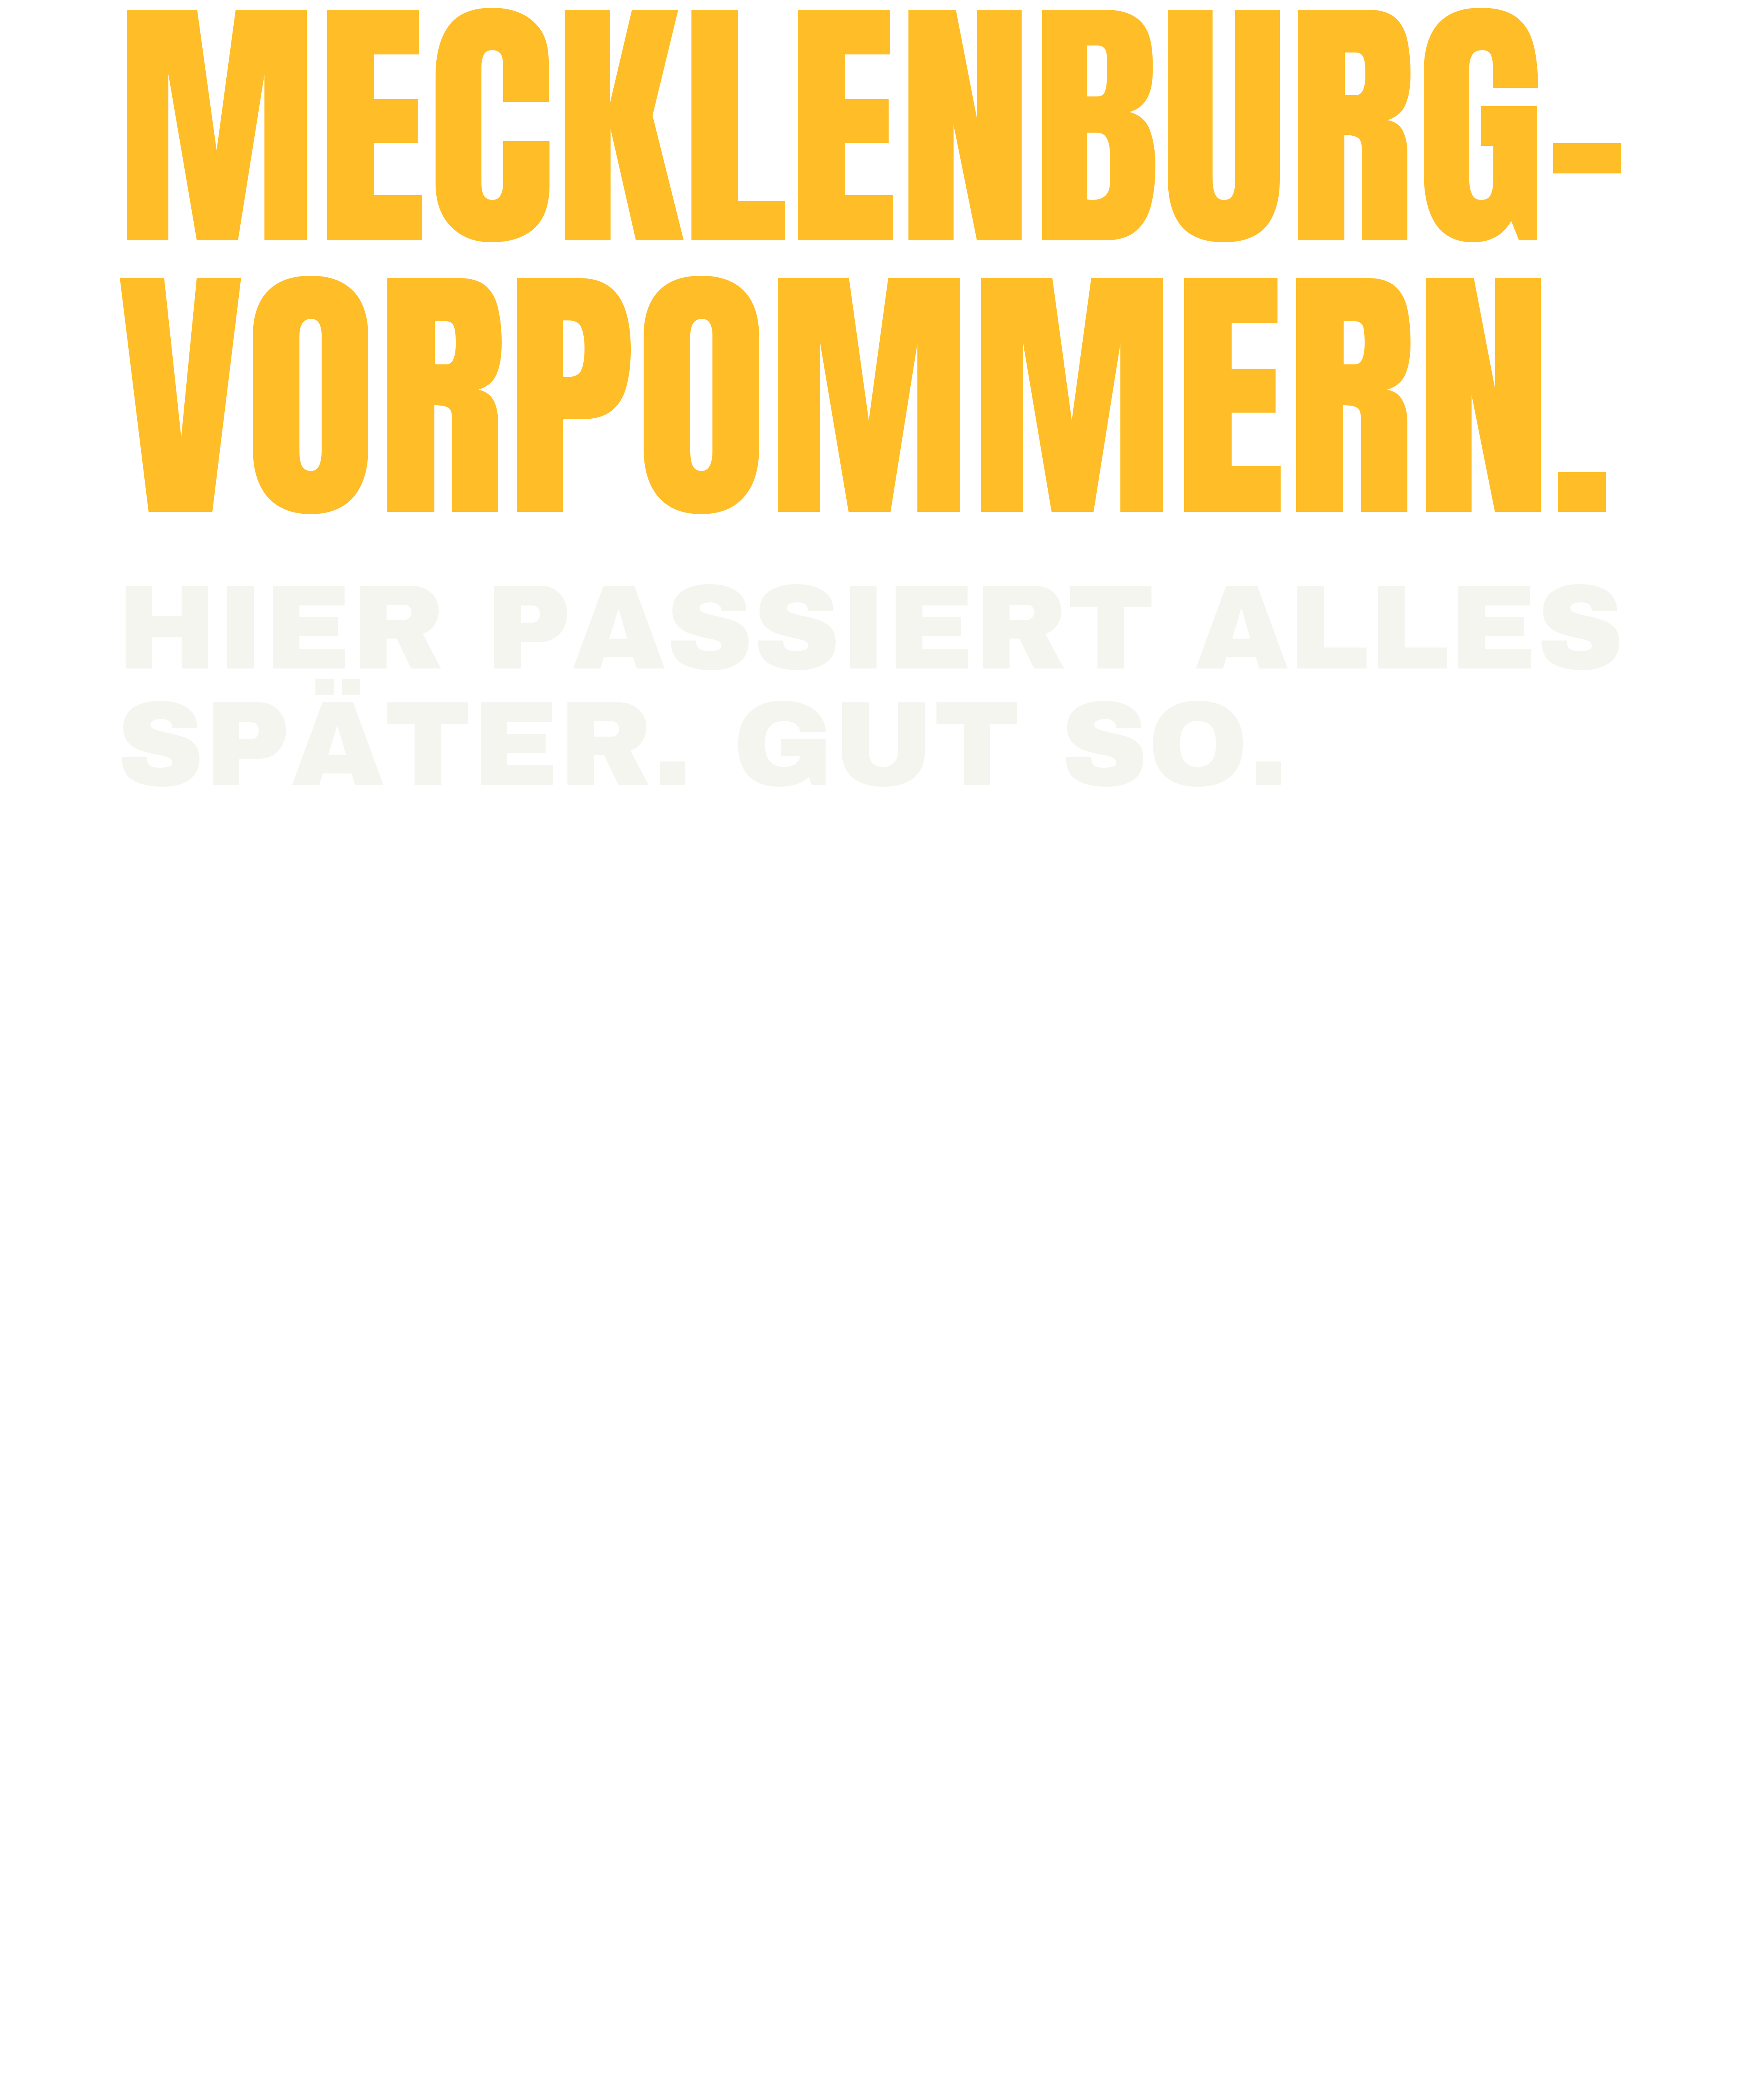 MECKLENBURG-
VORPOMMERN.
HIER PASSIERT ALLES
SPÄTER. GUT SO.